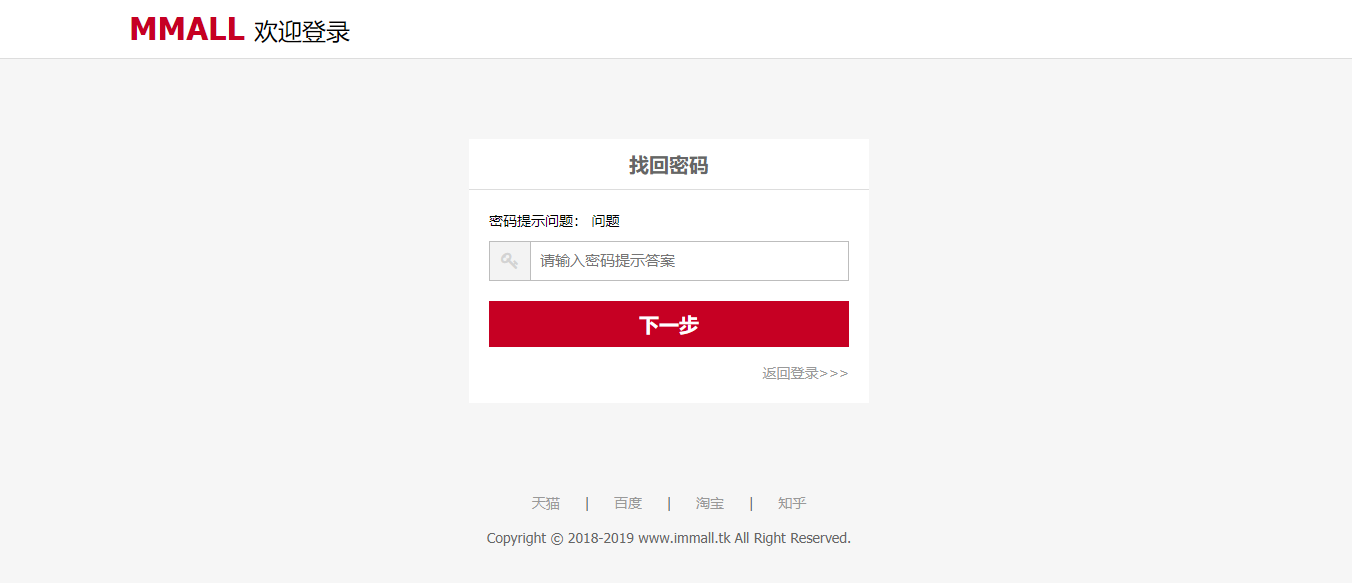 MMALL 欢迎登录
找回密码
密码提示问题： 问题
请输入密码提示答案
下一步
返回登录>>>
天猫 | 百度 | 淘宝 | 知乎
Copyright © 2018-2019 www.immall.tk All Right Reserved.